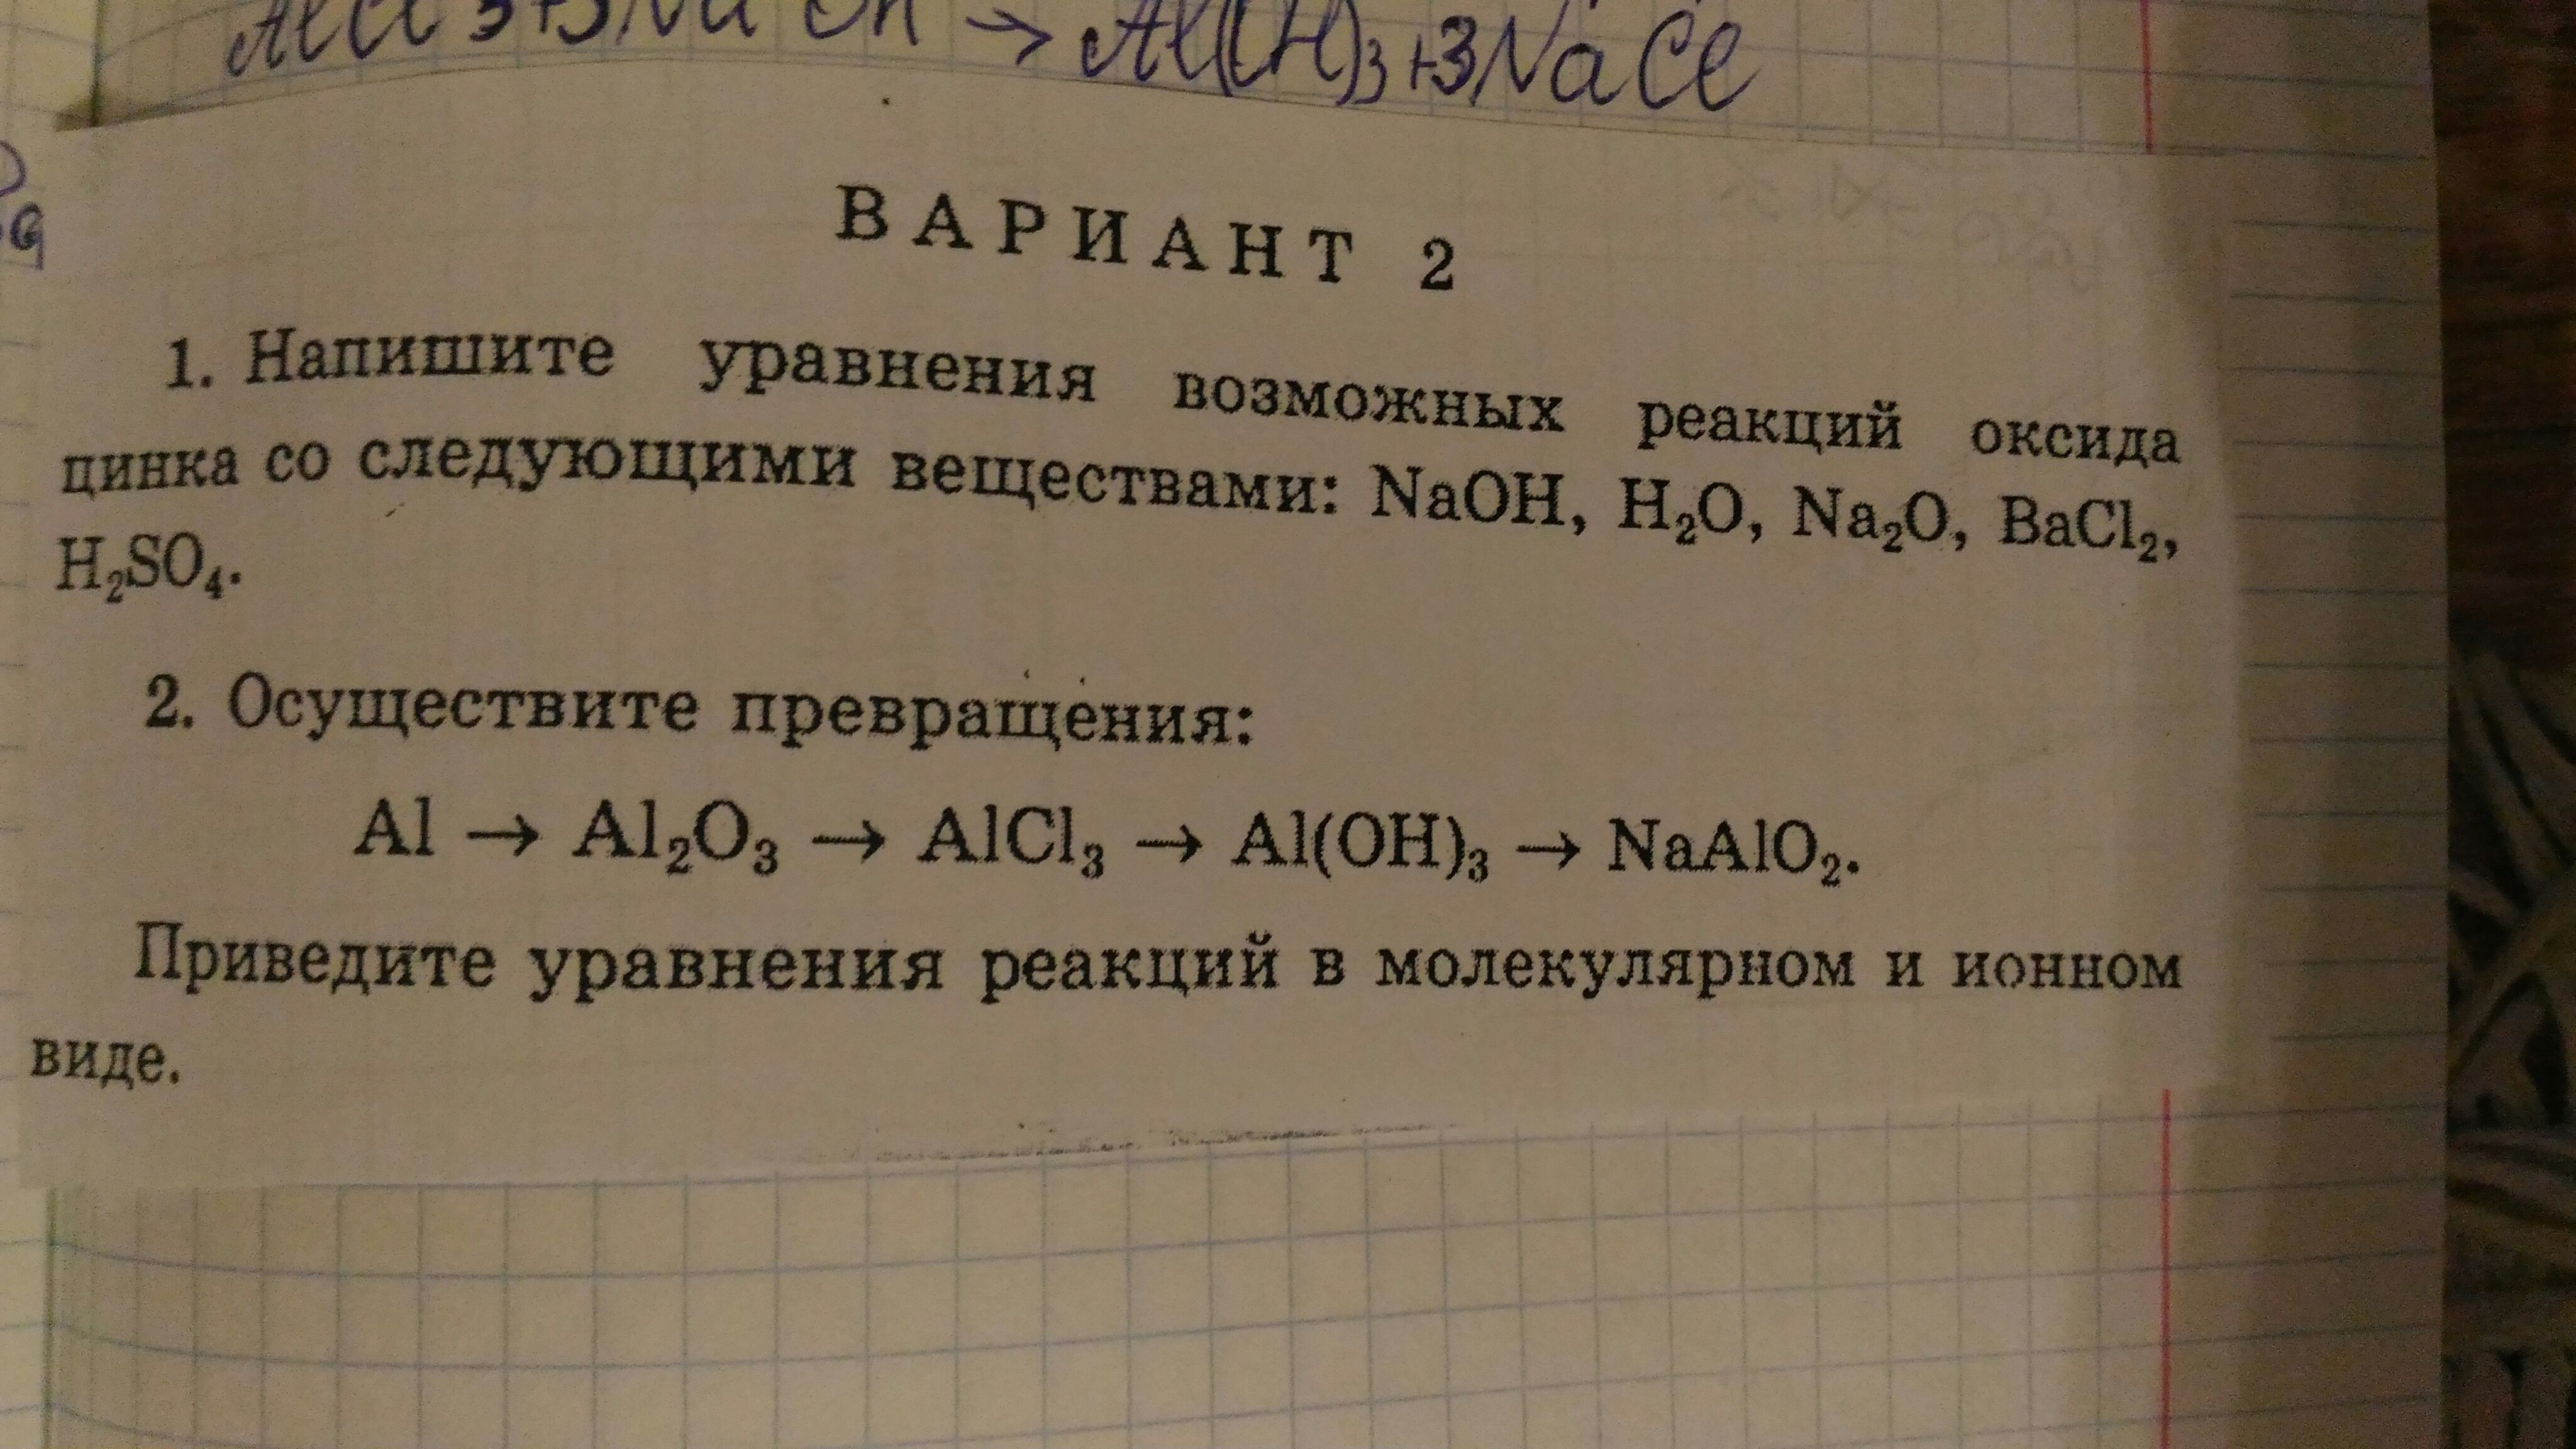 AlCl3+3NaOH → Al(OH)3+3NaCl
ВАРИАНТ 2
1. Напишите уравнения возможных реакций оксида
цинка со следующими веществами: NaOH, H₂O, Na₂O, BaCl₂,
H₂SO₄.
2. Осуществите превращения:
Al → Al₂O₃ → AlCl₃ → Al(OH)₃ → NaAlO₂.
Приведите уравнения реакций в молекулярном и ионном
виде.